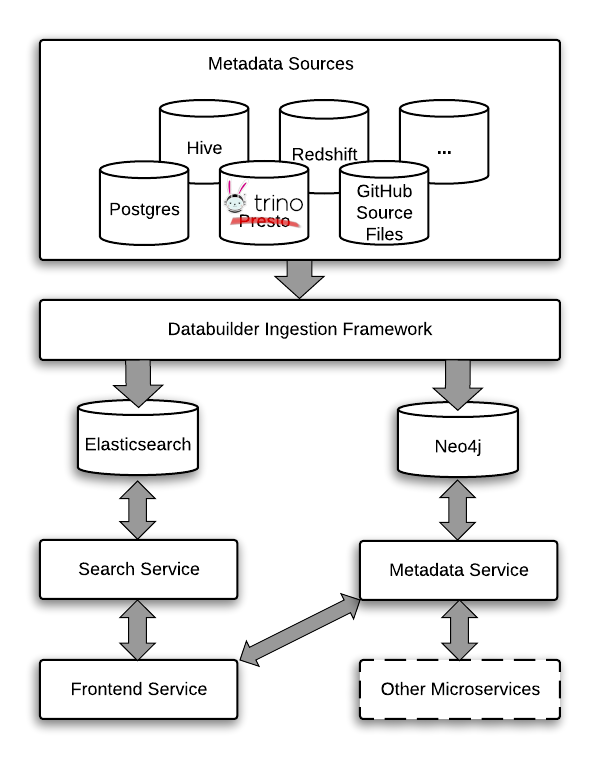 Metadata Sources
Hive
Redshift
...
Postgres
trino
Presto
GitHub
Source
Files
Databuilder Ingestion Framework
Elasticsearch
Neo4j
Search Service
Metadata Service
Frontend Service
Other Microservices